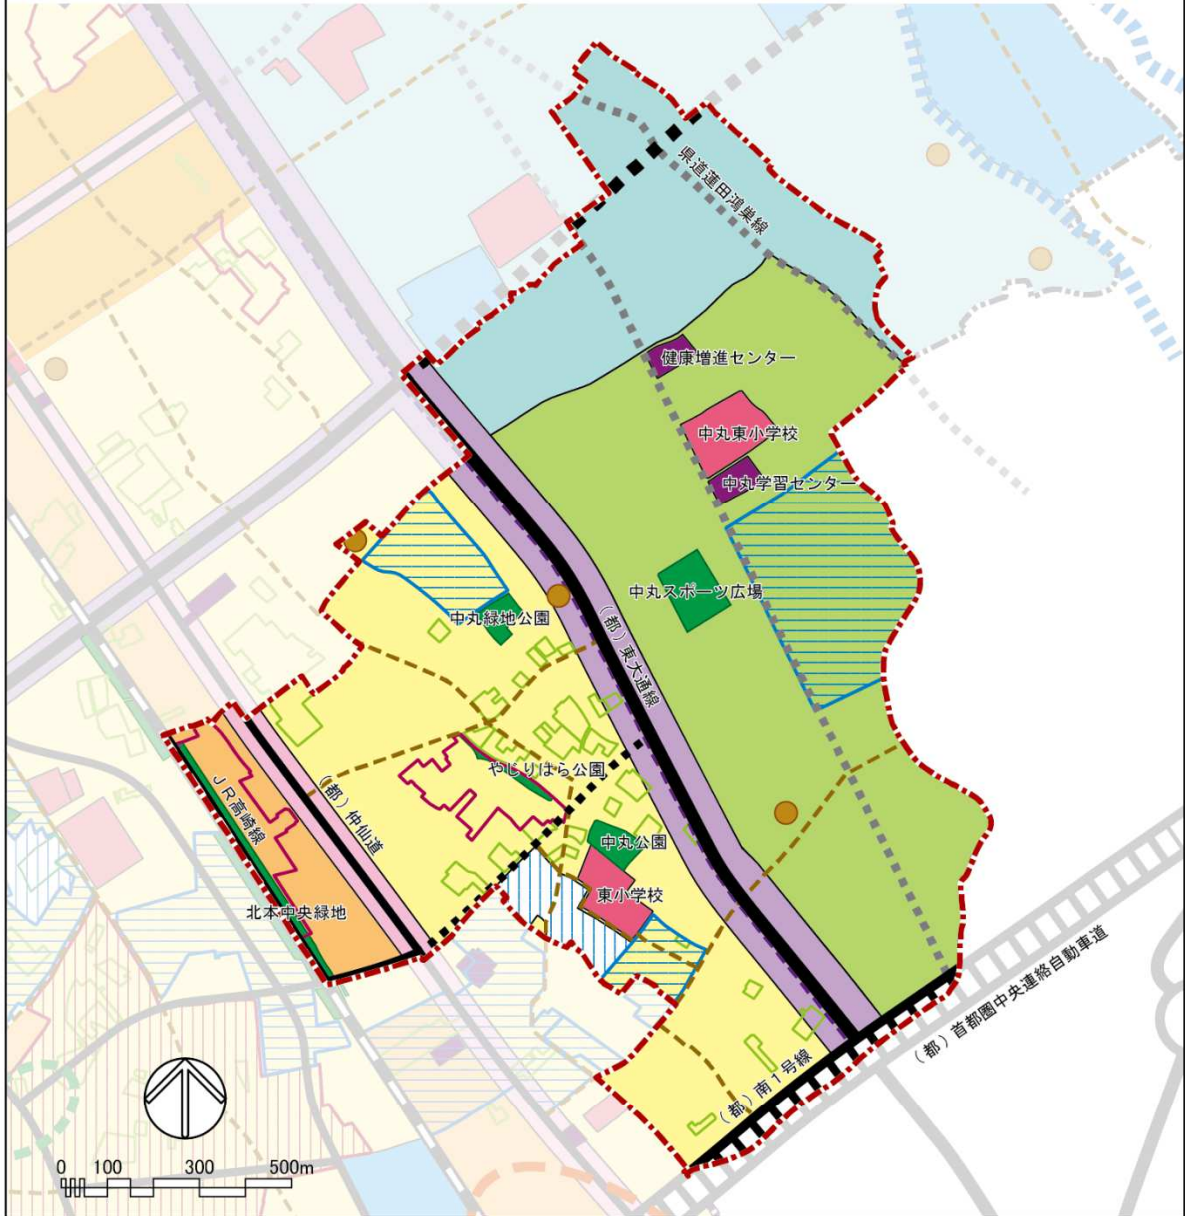 県道蓮田鴻巣線
健康増進センター
中丸東小学校
中丸学習センター
中丸スポーツ広場
中丸緑地公園
（都）東大通線
やじりはら公園
（都）仲仙道
JR高崎線
中丸公園
東小学校
北本中央緑地
（都）首都圏中央連絡自動車道
（都）南1号線
0 100 300 500m